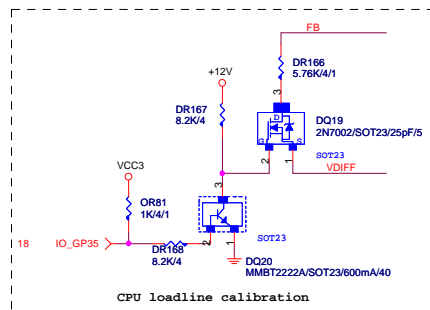 FB
DR166
5.76K/4/1
+12V
3
DR167
8.2K/4
D
DQ19
2N7002/SOT23/25pF/5
G
S
SOT23
2
1
VDIFF
VCC3
3
OR81
1K/4/1
18
IO_GP35
2
1
SOT23
DR168
8.2K/4
DQ20
MMBT2222A/SOT23/600mA/40
CPU loadline calibration